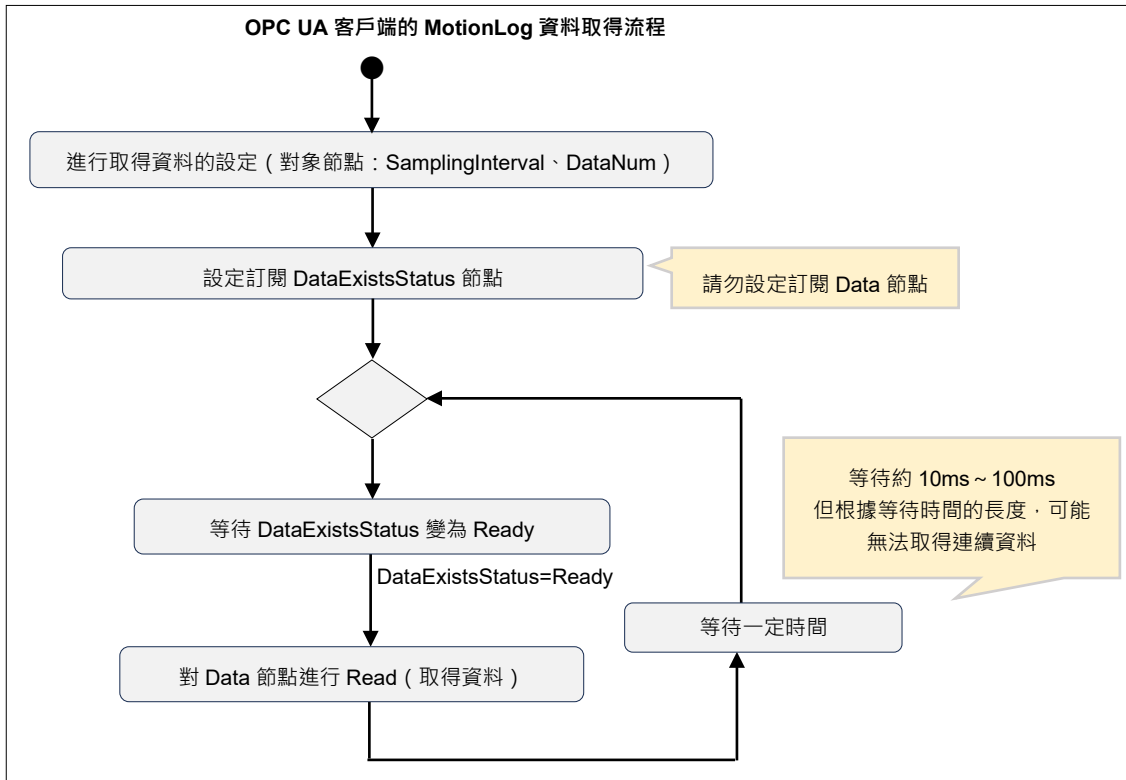 OPC UA 客戶端的 MotionLog 資料取得流程
進行取得資料的設定（對象節點：SamplingInterval、DataNum）
設定訂閱 DataExistsStatus 節點
請勿設定訂閱 Data 節點
等待約 10ms～100ms
但根據等待時間的長度，可能
無法取得連續資料
等待 DataExistsStatus 變為 Ready
DataExistsStatus=Ready
等待一定時間
對 Data 節點進行 Read（取得資料）